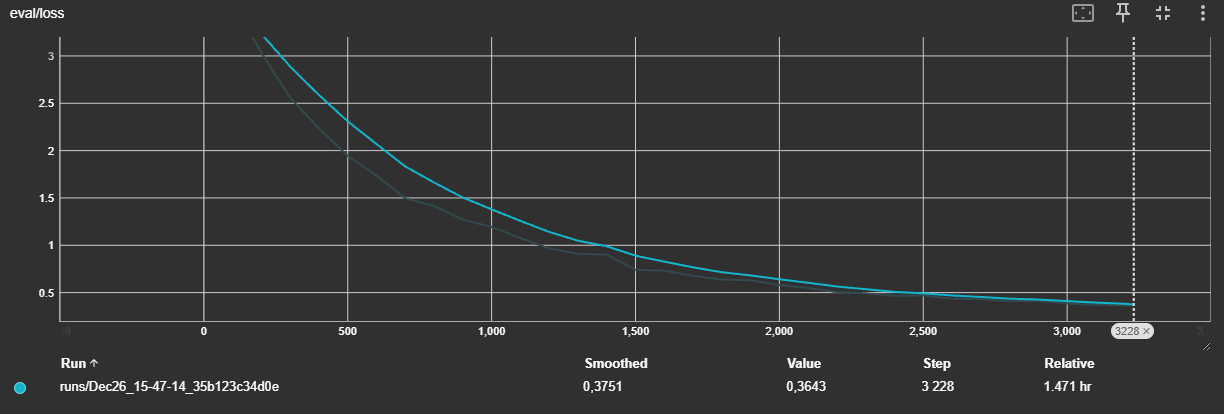 eval/loss
3
2.5
2
1.5
1
0.5
0 500 1,000 1,500 2,000 2,500 3,000 3228 ×
Run ↑ Smoothed Value Step Relative
runs/Dec26_15-47-14_35b123c34d0e 0,3751 0,3643 3 228 1.471 hr